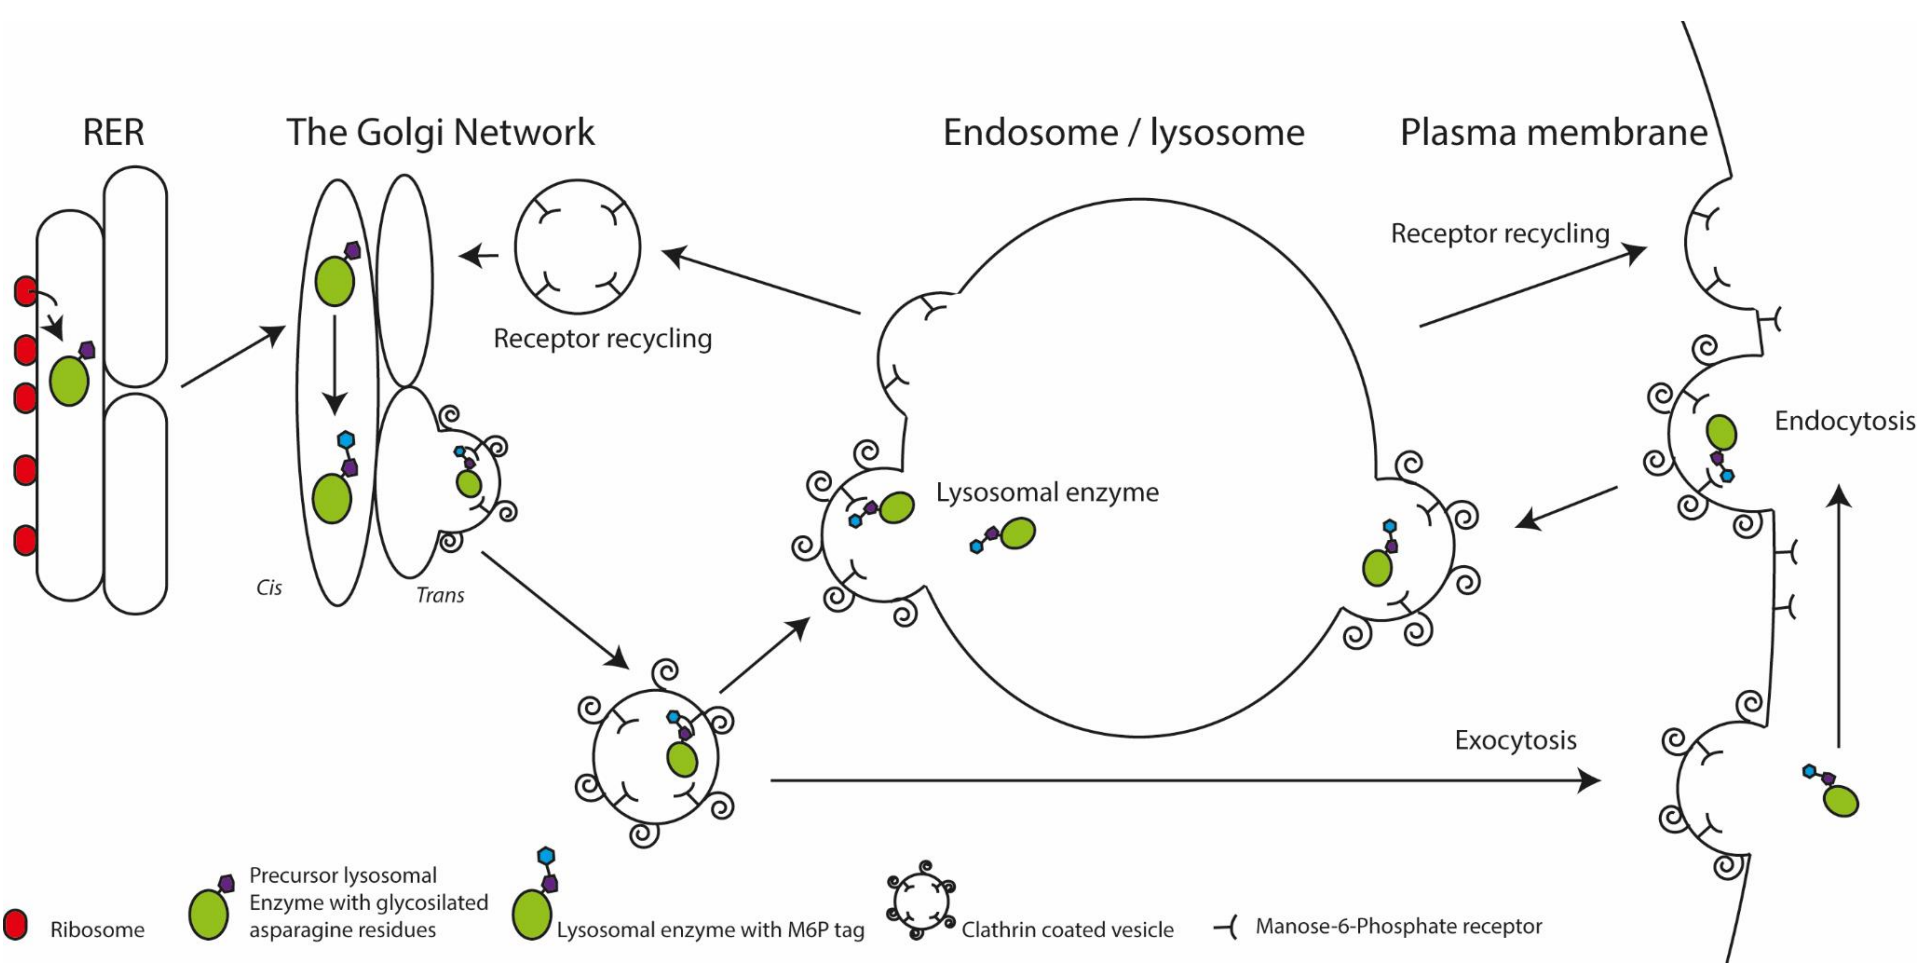 RER
The Golgi Network
Endosome / lysosome
Plasma membrane
Receptor recycling
Receptor recycling
Endocytosis
Lysosomal enzyme
Cis
Trans
Exocytosis
Precursor lysosomal
Enzyme with glycosilated
asparagine residues
Ribosome
Lysosomal enzyme with M6P tag
Clathrin coated vesicle
Manose-6-Phosphate receptor